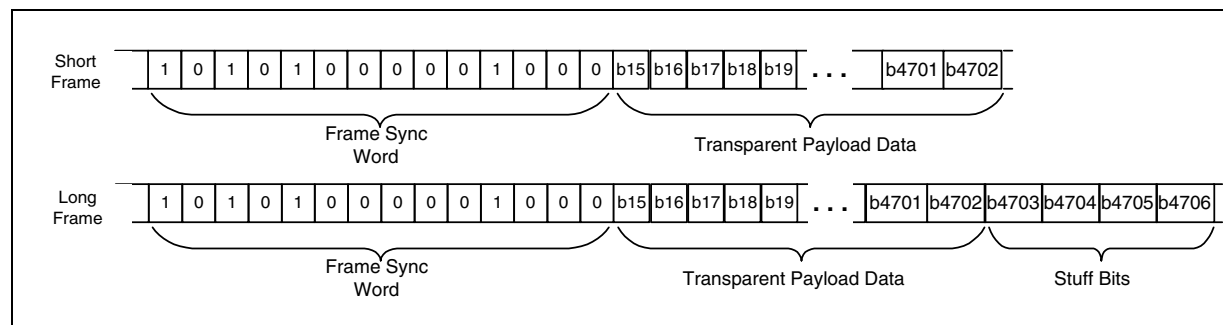 Short Frame 1 0 1 0 1 0 0 0 0 0 1 0 0 0 b15 b16 b17 b18 b19 ... b4701 b4702
Frame Sync Word
Transparent Payload Data
Long Frame 1 0 1 0 1 0 0 0 0 0 1 0 0 0 b15 b16 b17 b18 b19 ... b4701 b4702 b4703 b4704 b4705 b4706
Frame Sync Word
Transparent Payload Data
Stuff Bits